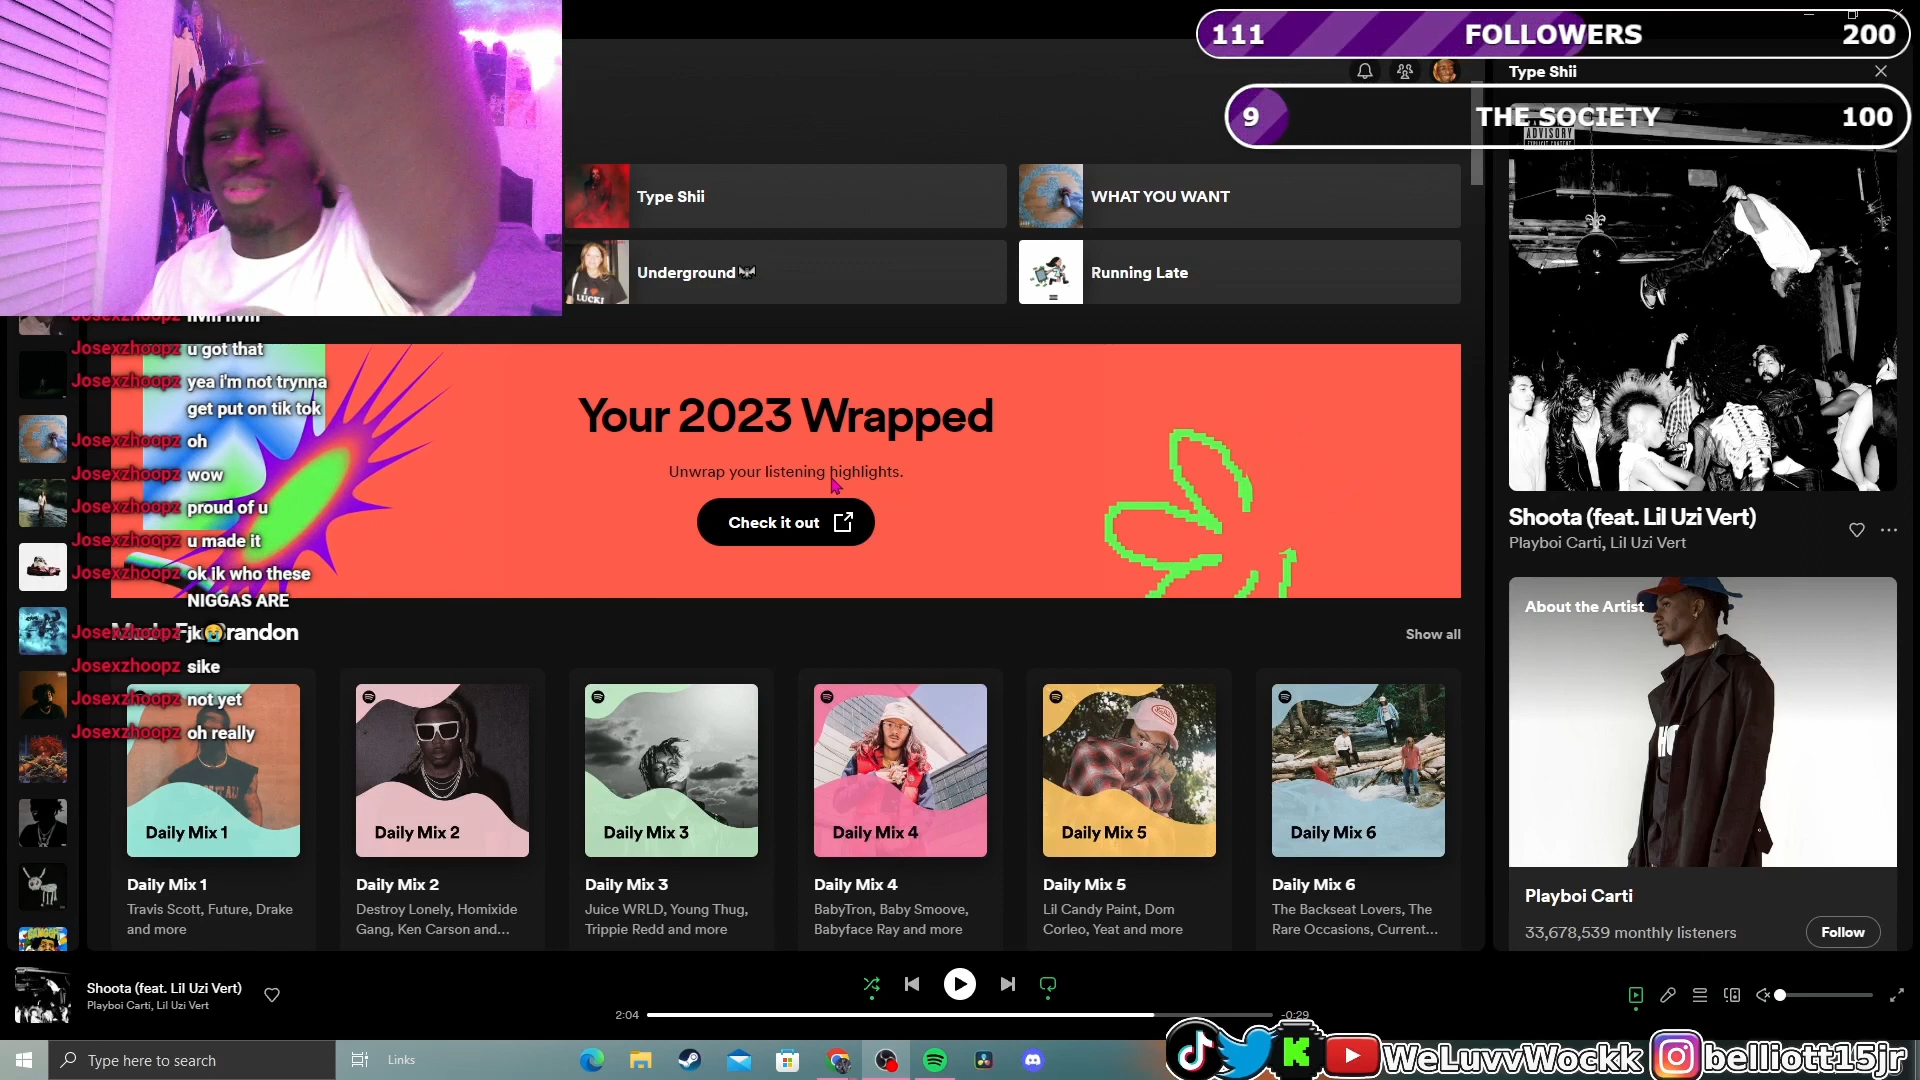 111 FOLLOWERS 200
Type Shii
9 THE SOCIETY 100
ADVISORY
EXPLICIT CONTENT
Type Shii
WHAT YOU WANT
Underground
Running Late
I
LUCKI
Josexzhoopz
Josexzhoopz u got that
Josexzhoopz yea i'm not trynna
get put on tik tok
Josexzhoopz oh
Josexzhoopz wow
Josexzhoopz proud of u
Josexzhoopz u made it
Josexzhoopz ok ik who these
NIGGAS ARE
Josexzhoopz jk😭
Josexzhoopz sike
Josexzhoopz not yet
Josexzhoopz oh really
Your 2023 Wrapped
Unwrap your listening highlights.
Check it out
Shoota (feat. Lil Uzi Vert)
Playboi Carti, Lil Uzi Vert
About the Artist
randon
Show all
Daily Mix 1
Daily Mix 2
Daily Mix 3
Daily Mix 4
Daily Mix 5
Daily Mix 6
Daily Mix 1
Travis Scott, Future, Drake
and more
Daily Mix 2
Destroy Lonely, Homixide
Gang, Ken Carson and...
Daily Mix 3
Juice WRLD, Young Thug,
Trippie Redd and more
Daily Mix 4
BabyTron, Baby Smoove,
Babyface Ray and more
Daily Mix 5
Lil Candy Paint, Dom
Corleo, Yeat and more
Daily Mix 6
The Backseat Lovers, The
Rare Occasions, Current...
Playboi Carti
33,678,539 monthly listeners
Follow
Shoota (feat. Lil Uzi Vert)
Playboi Carti, Lil Uzi Vert
2:04
-0:29
Type here to search
Links
K
WeLuvvWockk
belliott15jr